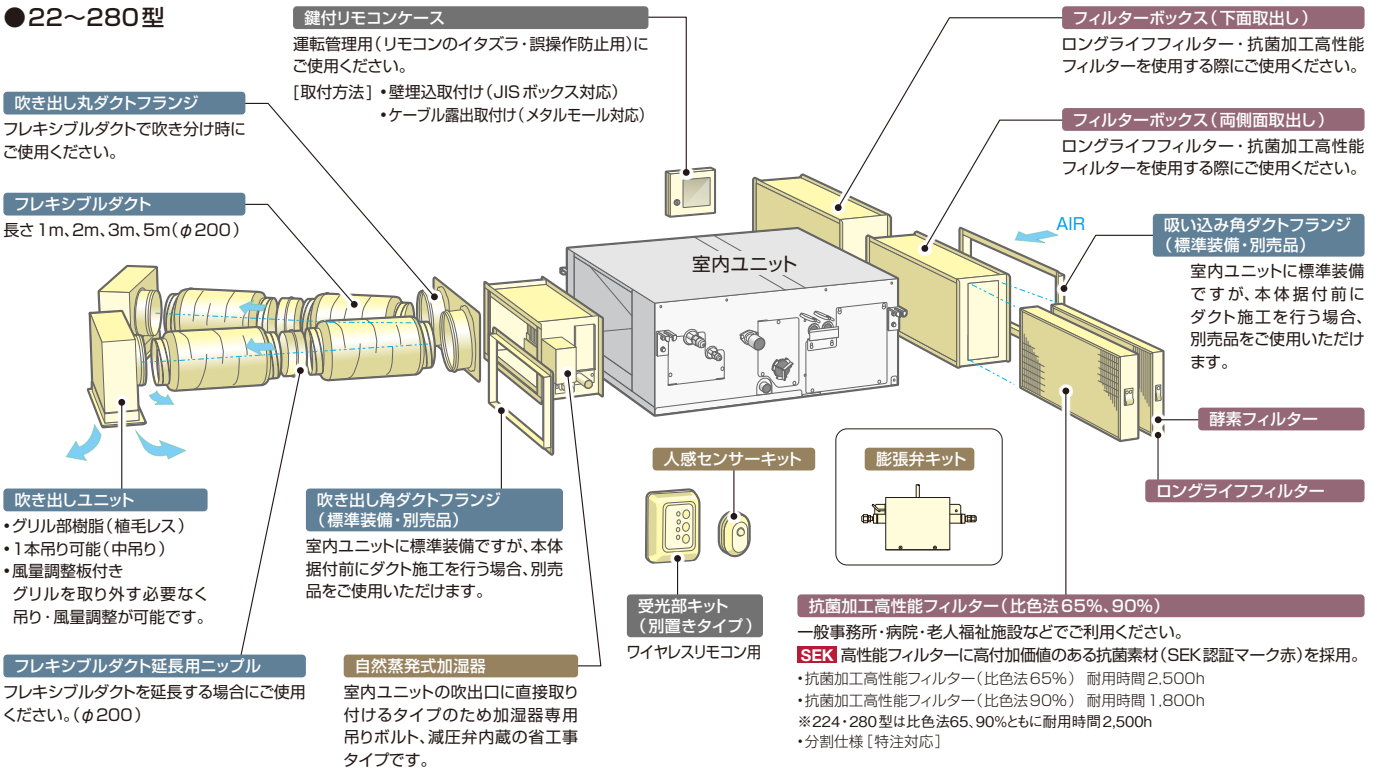 ●22～280型
鍵付リモコンケース
運転管理用（リモコンのイタズラ・誤操作防止用）に
ご使用ください。
［取付方法］•壁埋込取付け（JISボックス対応）
•ケーブル露出取付け（メタルモール対応）
フィルターボックス（下面取出し）
ロングライフフィルター・抗菌加工高性能
フィルターを使用する際にご使用ください。
吹き出し丸ダクトフランジ
フレキシブルダクトで吹き分け時に
ご使用ください。
フィルターボックス（両側面取出し）
ロングライフフィルター・抗菌加工高性能
フィルターを使用する際にご使用ください。
フレキシブルダクト
長さ1m、2m、3m、5m（φ200）
AIR
吸い込み角ダクトフランジ
（標準装備・別売品）
室内ユニットに標準装備
ですが、本体据付前に
ダクト施工を行う場合、
別売品をご使用いただけ
ます。
室内ユニット
酵素フィルター
ロングライフフィルター
人感センサーキット
膨張弁キット
吹き出しユニット
•グリル部樹脂（植毛レス）
•1本吊り可能（中吊り）
•風量調整板付き
グリルを取り外す必要なく
吊り・風量調整が可能です。
吹き出し角ダクトフランジ
（標準装備・別売品）
室内ユニットに標準装備ですが、本体
据付前にダクト施工を行う場合、別売
品をご使用いただけます。
受光部キット
（別置きタイプ）
ワイヤレスリモコン用
抗菌加工高性能フィルター（比色法65%、90%）
一般事務所・病院・老人福祉施設などでご利用ください。
SEK 高性能フィルターに高付加価値のある抗菌素材（SEK認証マーク赤）を採用。
•抗菌加工高性能フィルター（比色法65%） 耐用時間2,500h
•抗菌加工高性能フィルター（比色法90%） 耐用時間1,800h
※224・280型は比色法65、90%ともに耐用時間2,500h
•分割仕様［特注対応］
フレキシブルダクト延長用ニップル
フレキシブルダクトを延長する場合にご使用
ください。（φ200）
自然蒸発式加湿器
室内ユニットの吹出口に直接取り
付けるタイプのため加湿器専用
吊りボルト、減圧弁内蔵の省工事
タイプです。